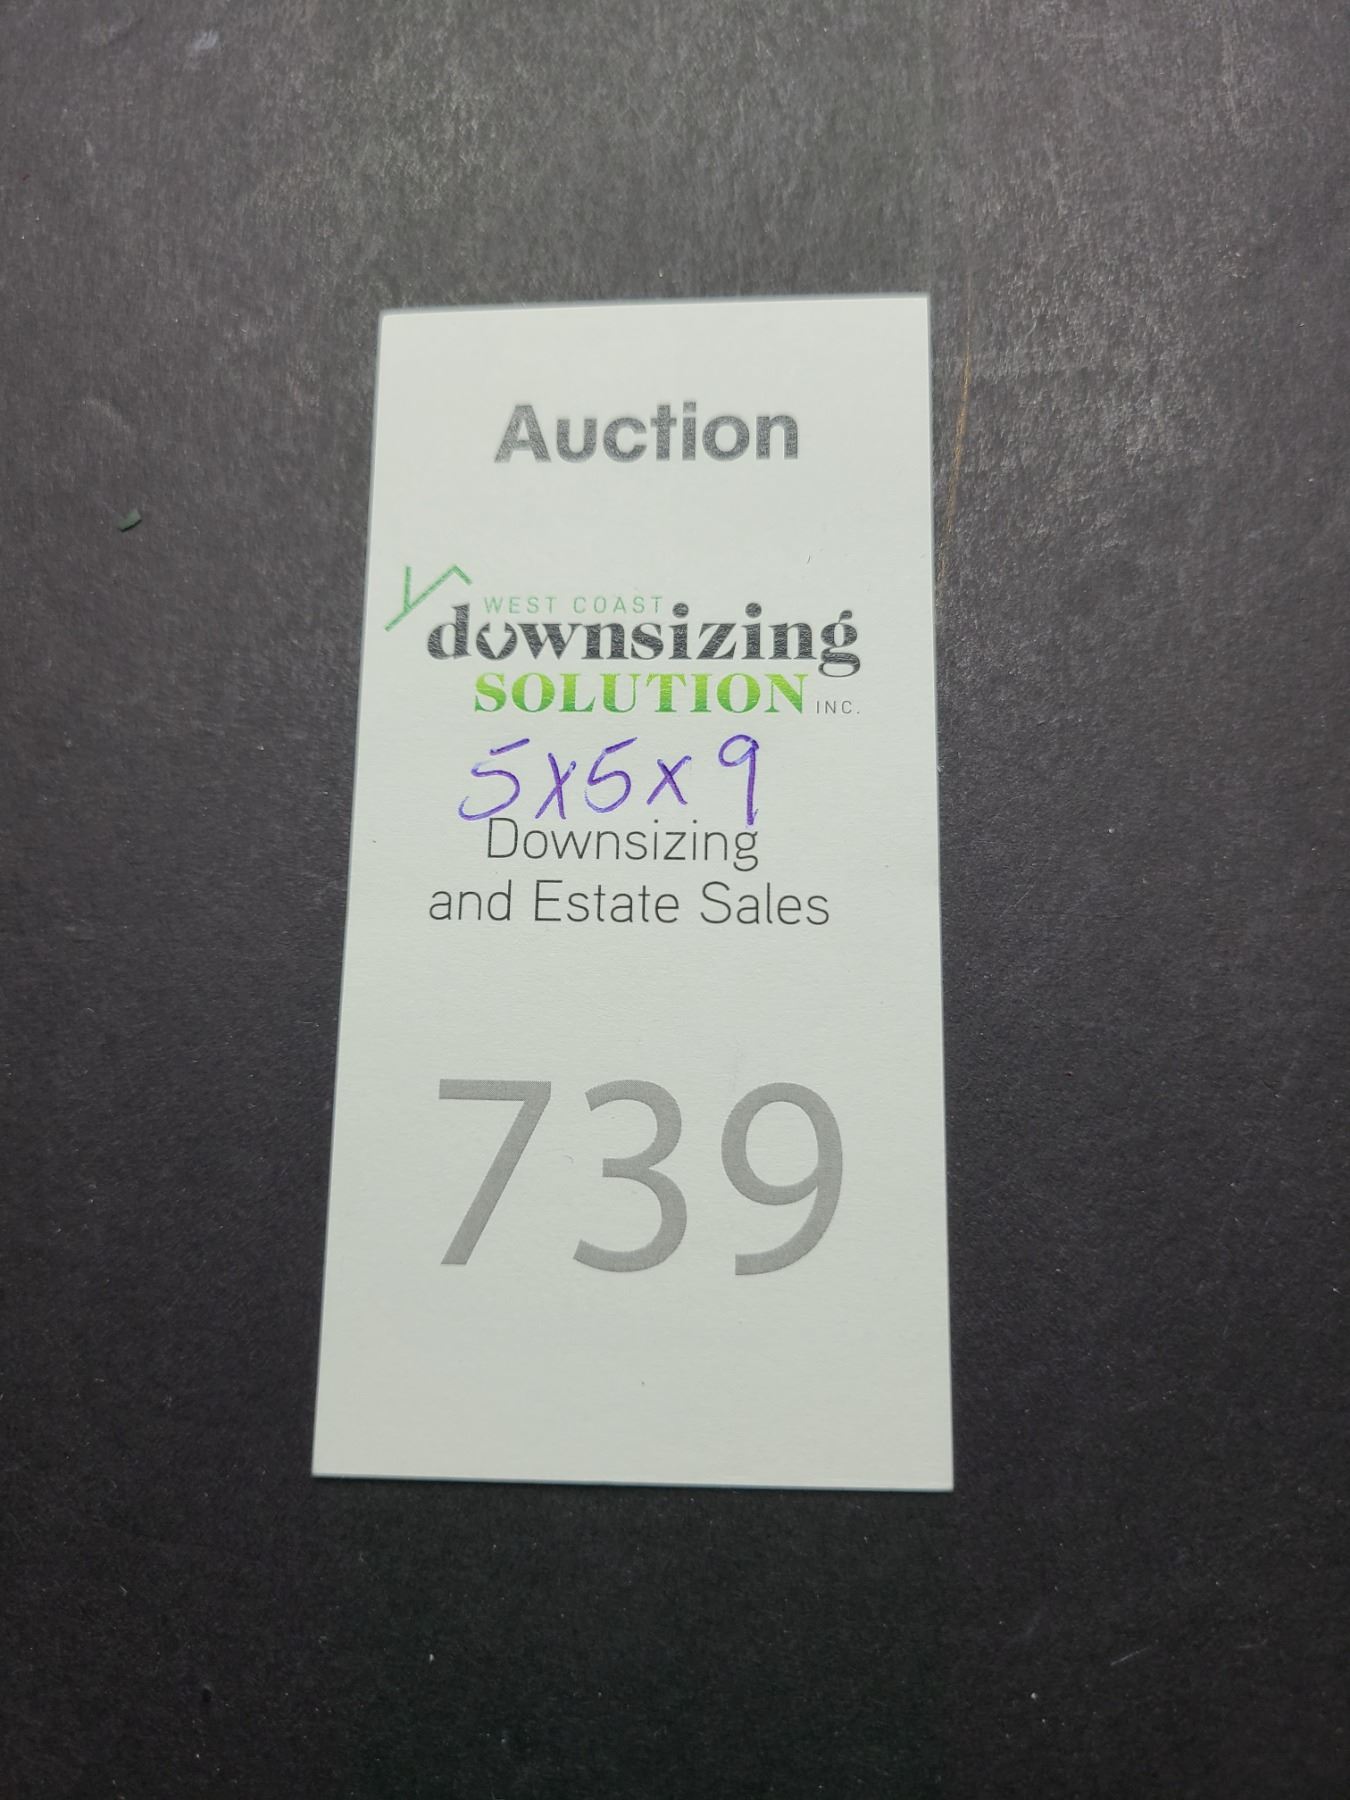 Auction
WEST COAST
downsizing
SOLUTION INC.
5x5x9
Downsizing
and Estate Sales
739